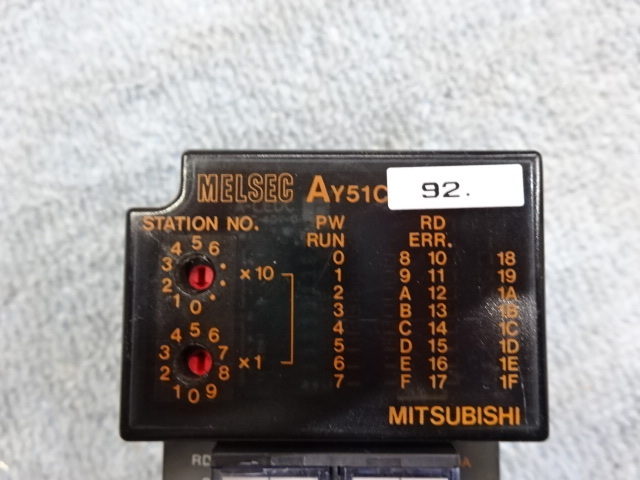 MELSEC AY51C 92.
STATION NO. PW RD
RUN ERR.
4 5 6
3
2
1 0
× 10
4 5 6
3 7
2 8
1 0 9
× 1
0 8 10 18
1 9 11 19
2 A 12 1A
3 B 13 1B
4 C 14 1C
5 D 15 1D
6 E 16 1E
7 F 17 1F
MITSUBISHI
RD